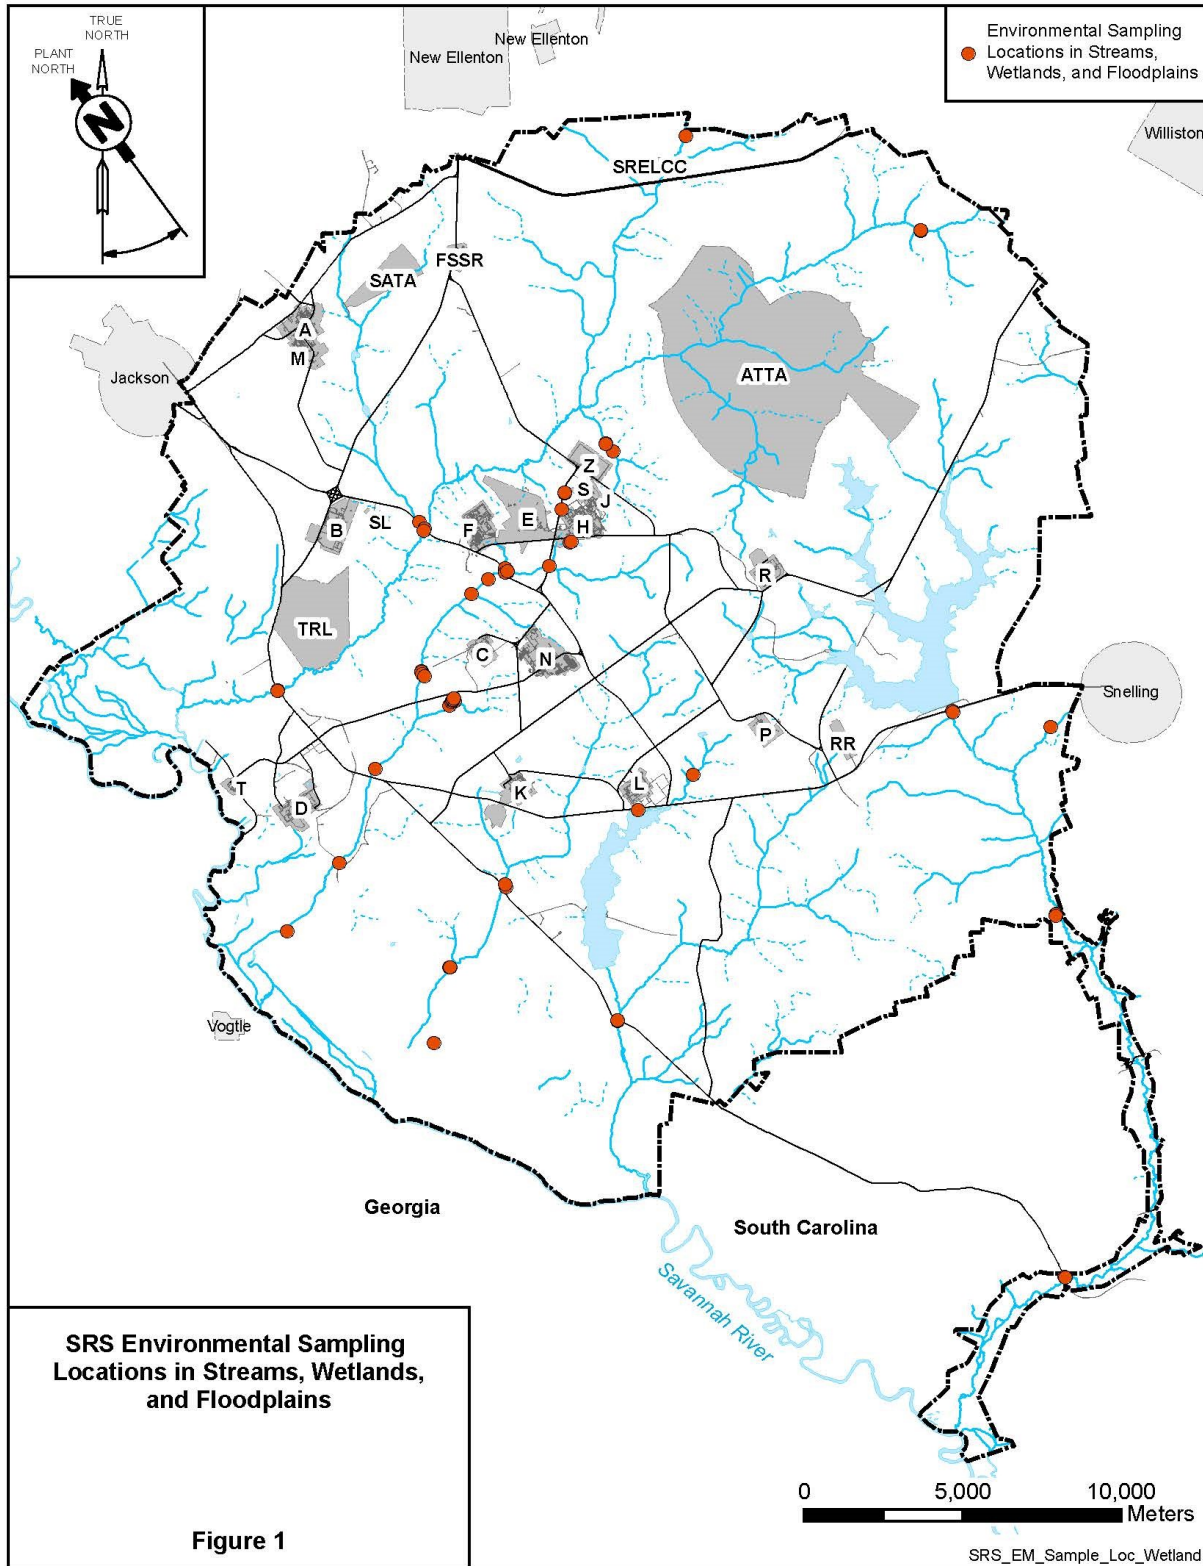 TRUE
NORTH
PLANT
NORTH
N
New Ellenton
New Ellenton
Environmental Sampling
Locations in Streams,
Wetlands, and Floodplains
Williston
SRELCC
FSSR
SATA
A
M
Jackson
ATTA
Z
S
J
E
F
H
B
SL
R
TRL
C
N
Snelling
P
RR
T
D
K
L
Vogtle
Georgia
South Carolina
Savannah River
SRS Environmental Sampling
Locations in Streams, Wetlands,
and Floodplains
Figure 1
0 5,000 10,000
Meters
SRS_EM_Sample_Loc_Wetland